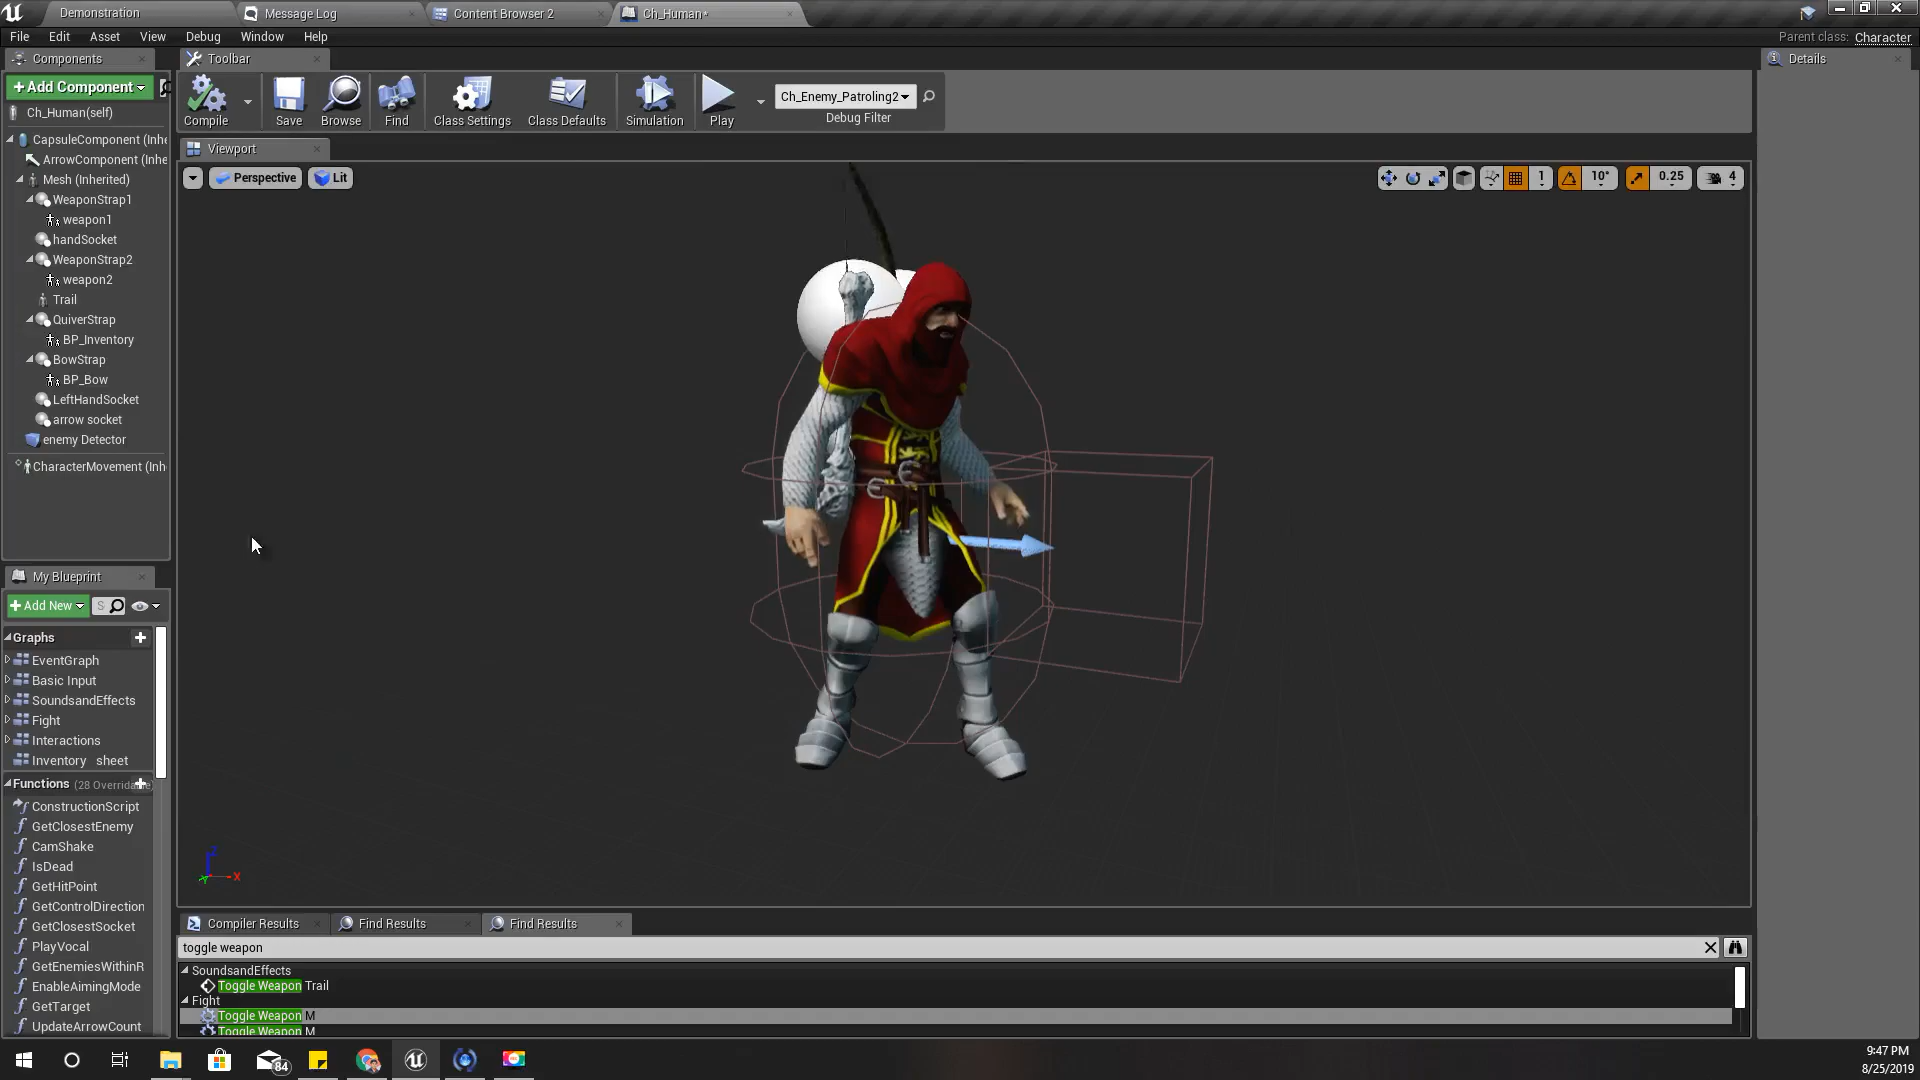 Demonstration
Message Log
Content Browser 2
Ch_Human*
File
Edit
Asset
View
Debug
Window
Help
Parent class: Character
Components
Toolbar
Details
+ Add Component
Ch_Human(self)
Compile
Save
Browse
Find
Class Settings
Class Defaults
Simulation
Play
Ch_Enemy_Patroling2
Debug Filter
CapsuleComponent (Inhe
ArrowComponent (Inhe
Mesh (Inherited)
WeaponStrap1
weapon1
handSocket
WeaponStrap2
weapon2
Trail
QuiverStrap
BP_Inventory
BowStrap
BP_Bow
LeftHandSocket
arrow socket
enemy Detector
CharacterMovement (Inh
Viewport
Perspective
Lit
1
10°
0.25
4
My Blueprint
+ Add New
S
Graphs
EventGraph
Basic Input
SoundsandEffects
Fight
Interactions
Inventory sheet
Functions (28 Overrida
ConstructionScript
GetClosestEnemy
CamShake
IsDead
GetHitPoint
GetControlDirection
GetClosestSocket
PlayVocal
GetEnemiesWithinR
EnableAimingMode
GetTarget
UpdateArrowCount
Z
Y
X
Compiler Results
Find Results
Find Results
toggle weapon
SoundsandEffects
Toggle Weapon Trail
Fight
Toggle Weapon M
Toggle Weapon M
84
9:47 PM
8/25/2019